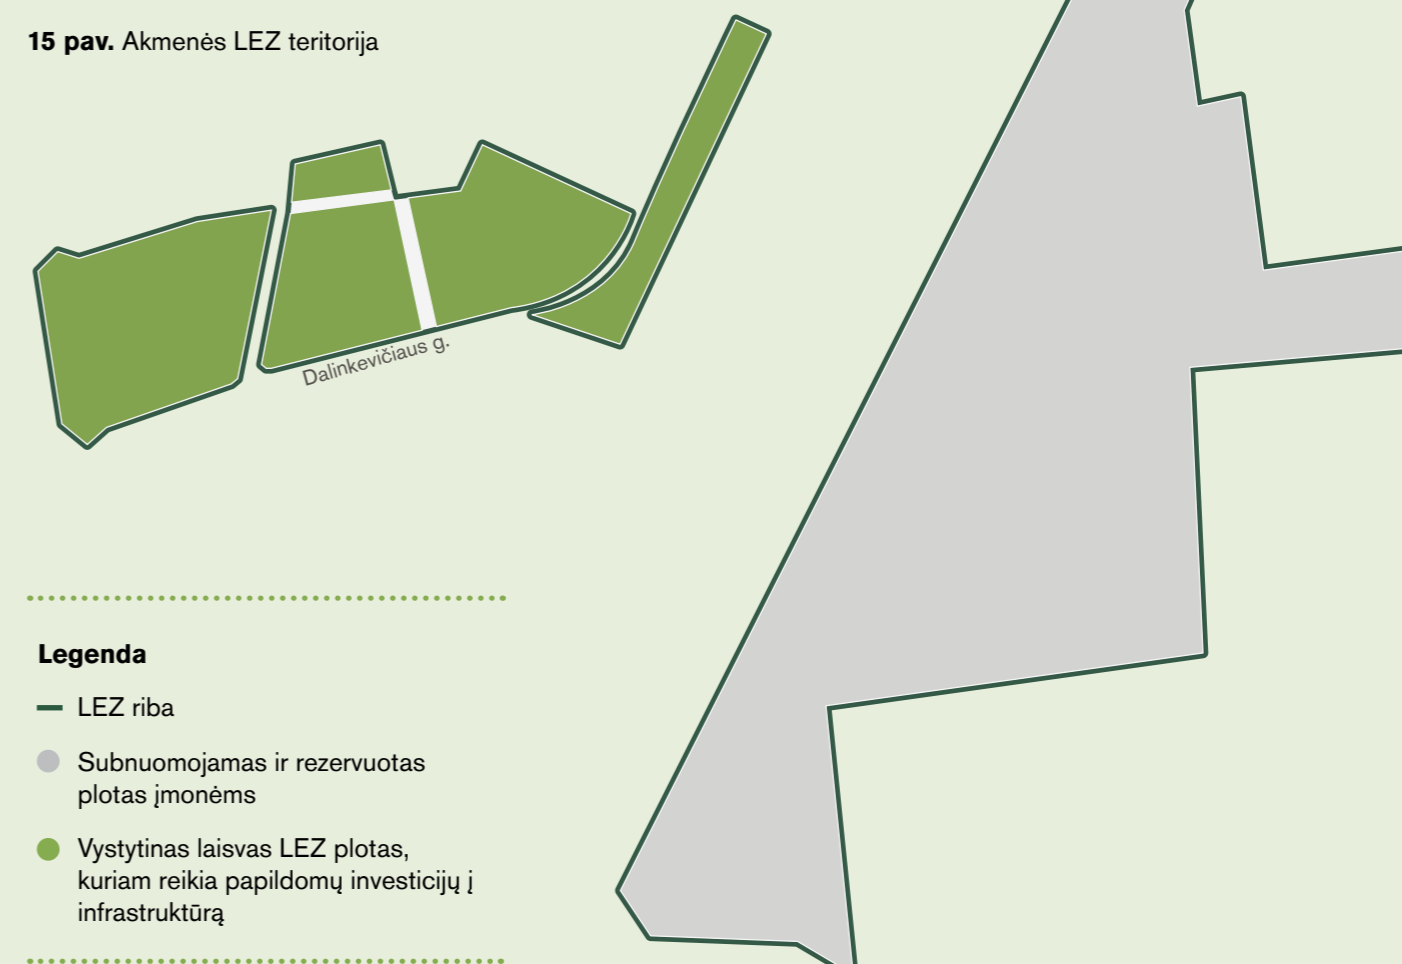 15 pav. Akmenės LEZ teritorija
Dalinkevičiaus g.
Legenda
LEZ riba
Subnuomojamas ir rezervuotas
plotas įmonėms
Vystytinas laisvas LEZ plotas,
kuriam reikia papildomų investicijų į
infrastruktūrą